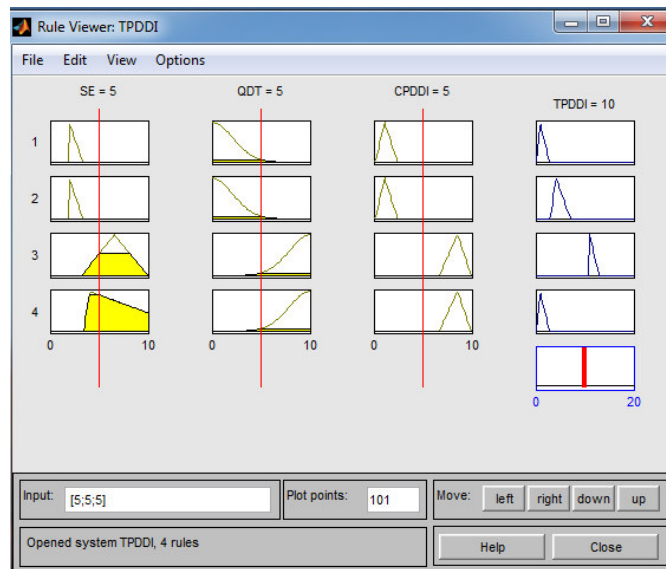 Rule Viewer: TPDDI
File Edit View Options
SE = 5 QDT = 5 CPDDI = 5 TPDDI = 10
1
2
3
4
0 10 0 10 0 10
0 20
Input: [5;5;5] Plot points: 101 Move: left right down up
Opened system TPDDI, 4 rules Help Close